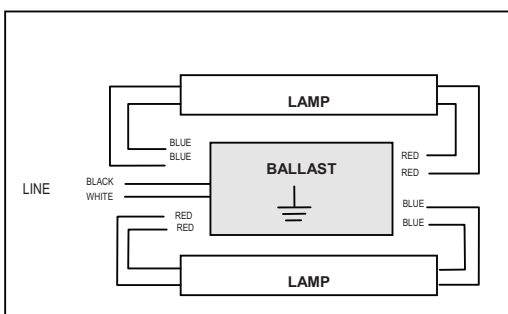 LAMP
BLUE
BLUE
BALLAST
RED
RED
LINE
BLACK
WHITE
RED
RED
BLUE
BLUE
LAMP